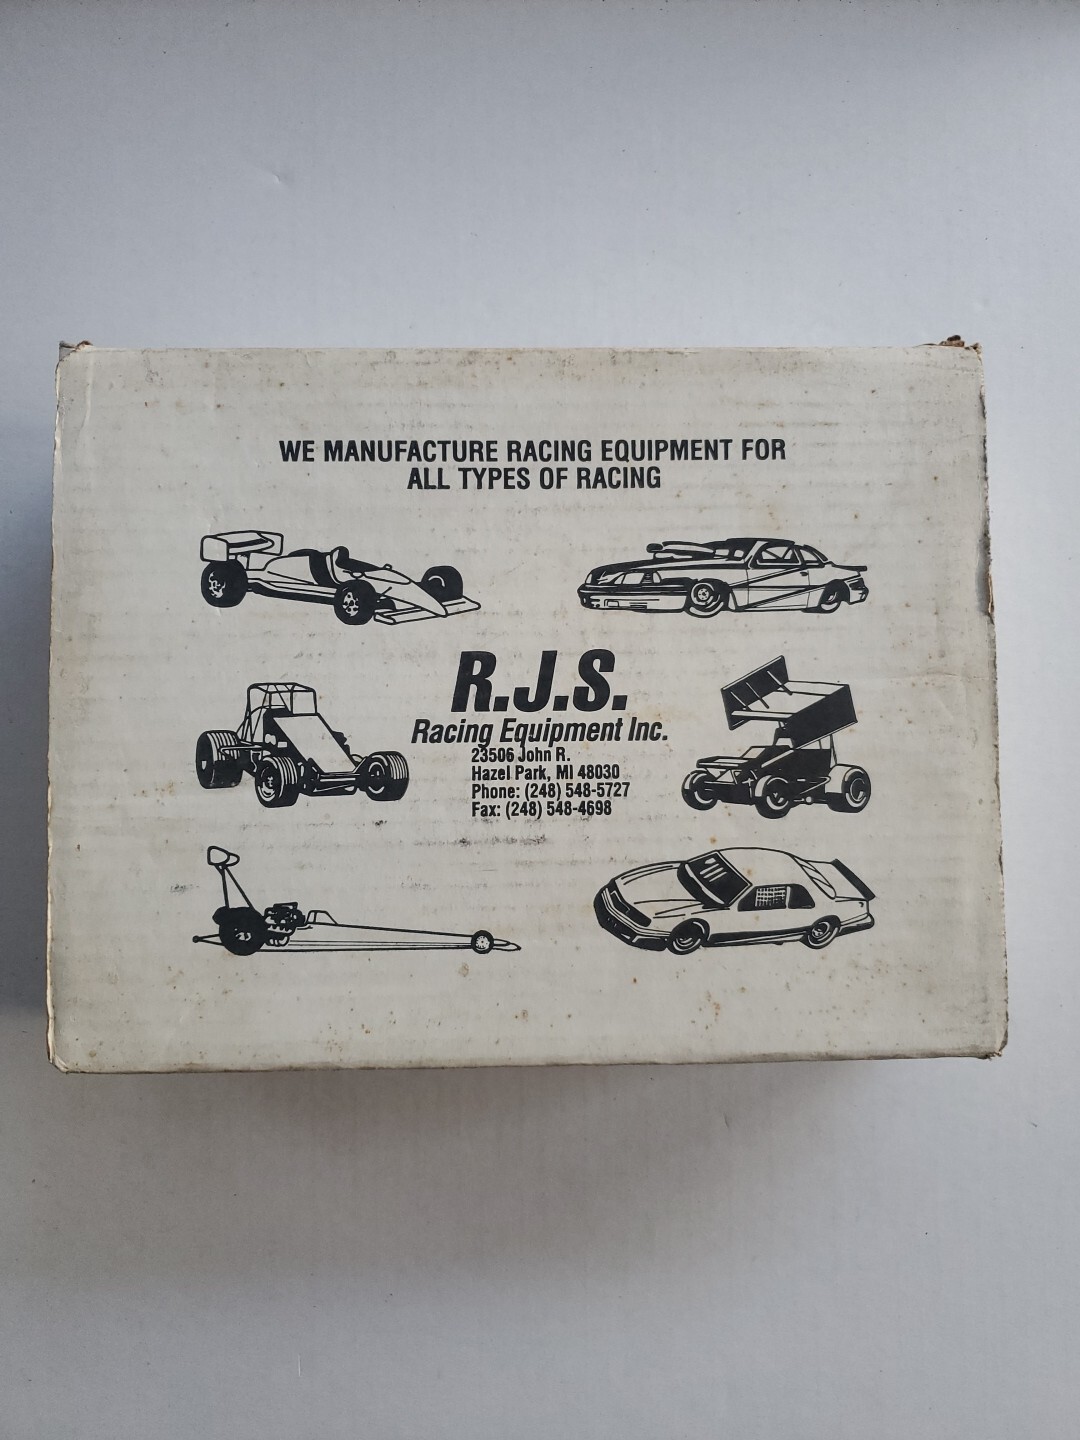 WE MANUFACTURE RACING EQUIPMENT FOR
ALL TYPES OF RACING
R.J.S.
Racing Equipment Inc.
23506 John R.
Hazel Park, MI 48030
Phone: (248) 548-5727
Fax: (248) 548-4698